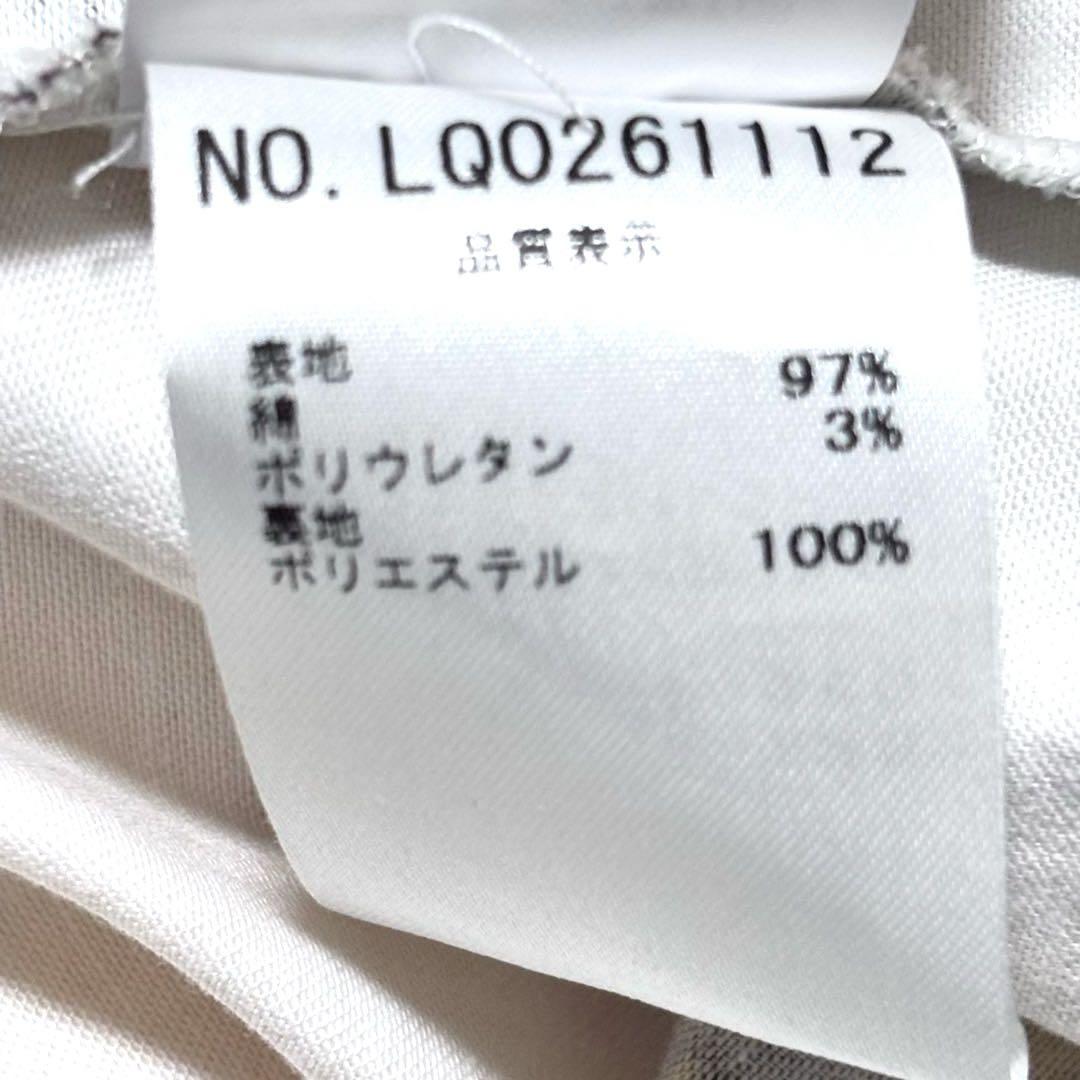 NO. LQ0261112
品質表示
表地
綿 97%
ポリウレタン 3%
裏地
ポリエステル 100%